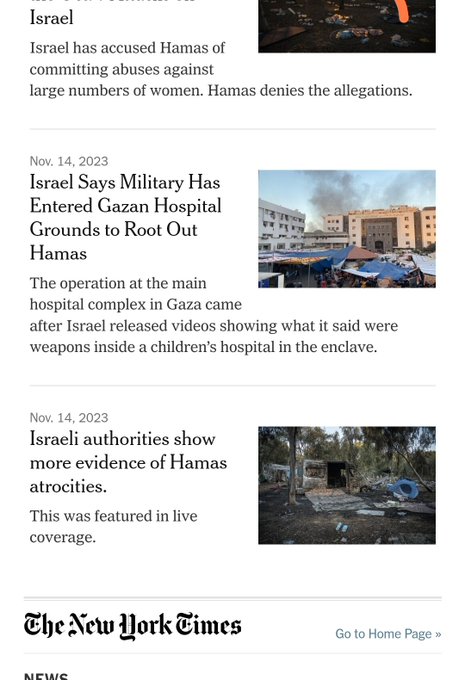 Israel
Israel has accused Hamas of
committing abuses against
large numbers of women. Hamas denies the allegations.
Nov. 14, 2023
Israel Says Military Has
Entered Gazan Hospital
Grounds to Root Out
Hamas
The operation at the main
hospital complex in Gaza came
after Israel released videos showing what it said were
weapons inside a children’s hospital in the enclave.
Nov. 14, 2023
Israeli authorities show
more evidence of Hamas
atrocities.
This was featured in live
coverage.
The New York Times
Go to Home Page »
NEWS